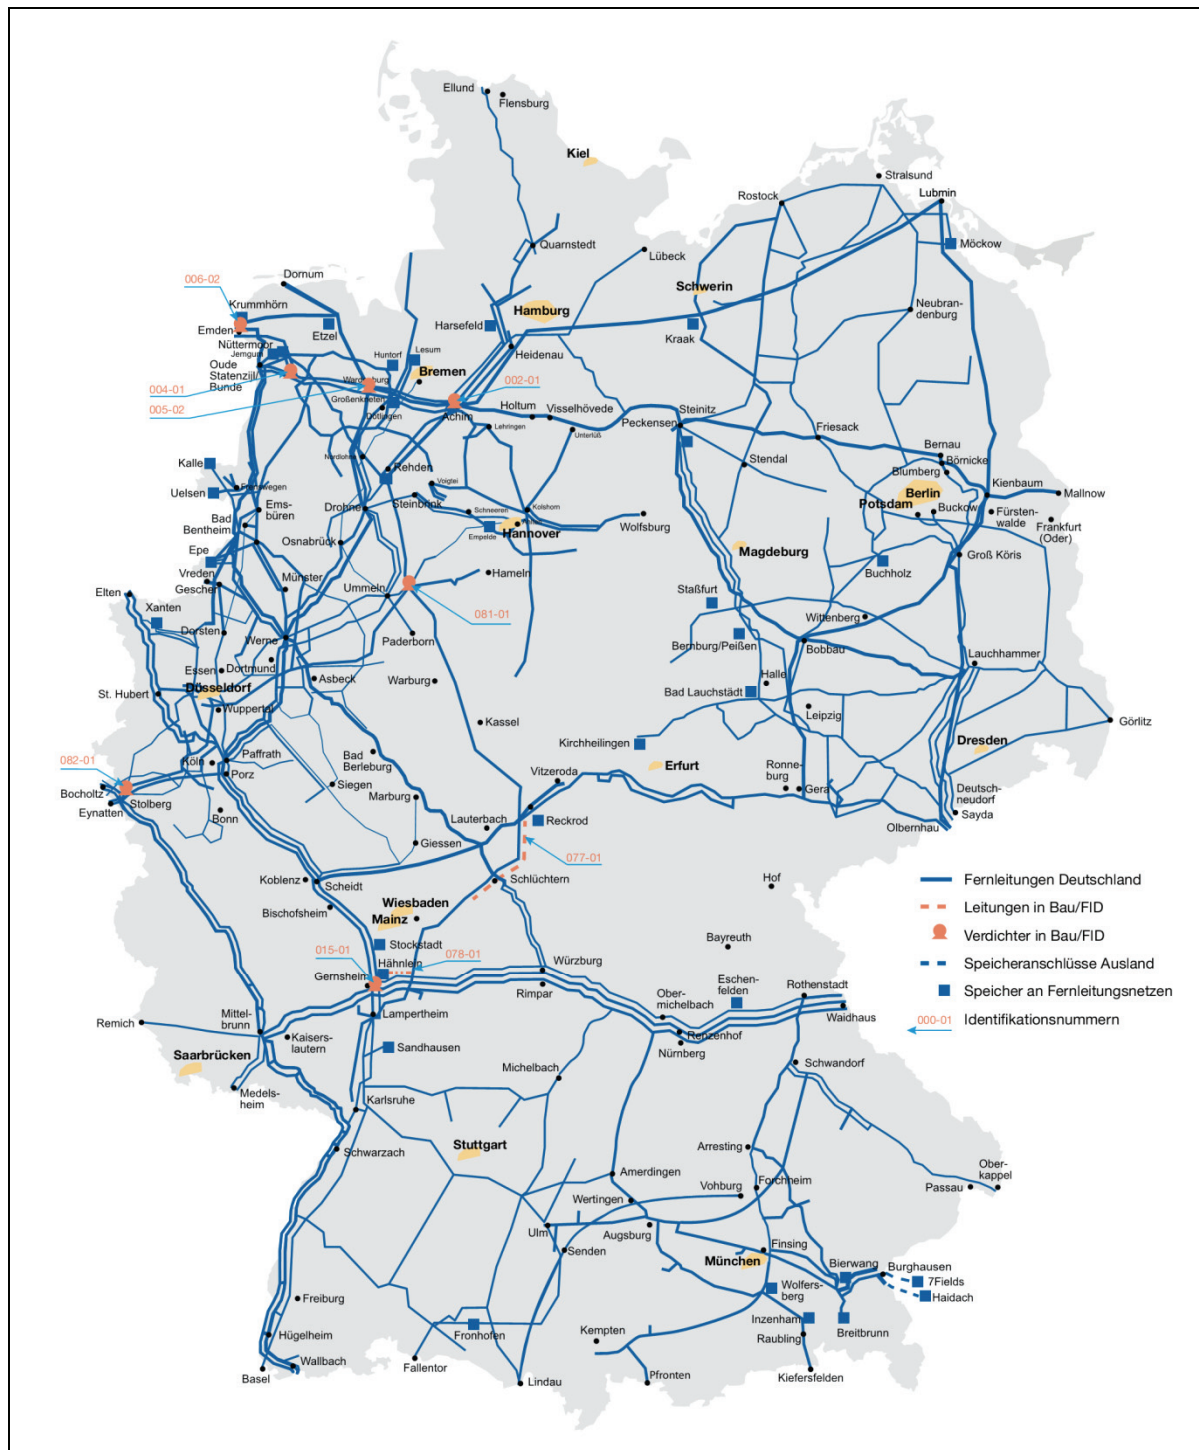 Ellund
Flensburg
Kiel
Stralsund
Rostock
Lubmin
Quarnstedt
Möckow
Lübeck
Dornum
006-02
Schwerin
Krummhörn
Hamburg
Neubran-
denburg
Emden
Etzel
Harsefeld
Kraak
Nüttermoor
Jemgum
Huntorf
Lesum
Heidenau
Oude
Statenzijl/
Bunde
Bremen
002-01
004-01
005-02
Großenkneten
Dötlingen
Achim
Holtum
Visselhövede
Steinitz
Peckensen
Lehringen
Unterlüß
Friesack
Bernau
Börnicke
Blumberg
Kalle
Nordlohne
Rehden
Stendal
Uelsen
Frenswegen
Voigtei
Berlin
Kienbaum
Mallnow
Potsdam
Buckow
Fürsten-
walde
Frankfurt
(Oder)
Ems-
büren
Drohne
Steinbrink
Schneeren
Kolshorn
Wolfsburg
Bad
Bentheim
Osnabrück
Empelde
Hannover
Magdeburg
Groß Köris
Epe
Buchholz
Vreden
Gescher
Münster
Ummeln
Hameln
Elten
Xanten
Staßfurt
081-01
Wittenberg
Dorsten
Werne
Paderborn
Bernburg/Peißen
Bobbau
Lauchhammer
Essen
Dortmund
Asbeck
Warburg
Halle
St. Hubert
Düsseldorf
Bad Lauchstädt
Wuppertal
Kassel
Leipzig
Görlitz
Kirchheilingen
Dresden
082-01
Köln
Paffrath
Bad
Berleburg
Erfurt
Ronne-
burg
Porz
Vitzeroda
Bocholtz
Stolberg
Siegen
Marburg
Gera
Deutsch-
neudorf
Eynatten
Bonn
Lauterbach
Reckrod
Sayda
Olbernhau
Giessen
077-01
Koblenz
Scheidt
Schlüchtern
Hof
Fernleitungen Deutschland
Bischofsheim
Wiesbaden
Mainz
Leitungen in Bau/FID
Verdichter in Bau/FID
Stockstadt
Bayreuth
015-01
078-01
Speicheranschlüsse Ausland
Hähnlein
Würzburg
Gernsheim
Eschen-
felden
Rothenstadt
Speicher an Fernleitungsnetzen
Rimpar
Ober-
michelbach
Waidhaus
000-01
Identifikationsnummern
Remich
Mittel-
brunn
Lampertheim
Kaisers-
lautern
Renzenhof
Nürnberg
Sandhausen
Saarbrücken
Michelbach
Schwandorf
Medels-
heim
Karlsruhe
Stuttgart
Schwarzach
Arresting
Ober-
kappel
Amerdingen
Forchheim
Passau
Vohburg
Wertingen
Ulm
Augsburg
Senden
München
Finsing
Bierwang
Burghausen
7Fields
Haidach
Wolfers-
berg
Freiburg
Inzenham
Breitbrunn
Hügelheim
Fronhofen
Kempten
Raubling
Wallbach
Basel
Fallentor
Lindau
Pfronten
Kiefersfelden